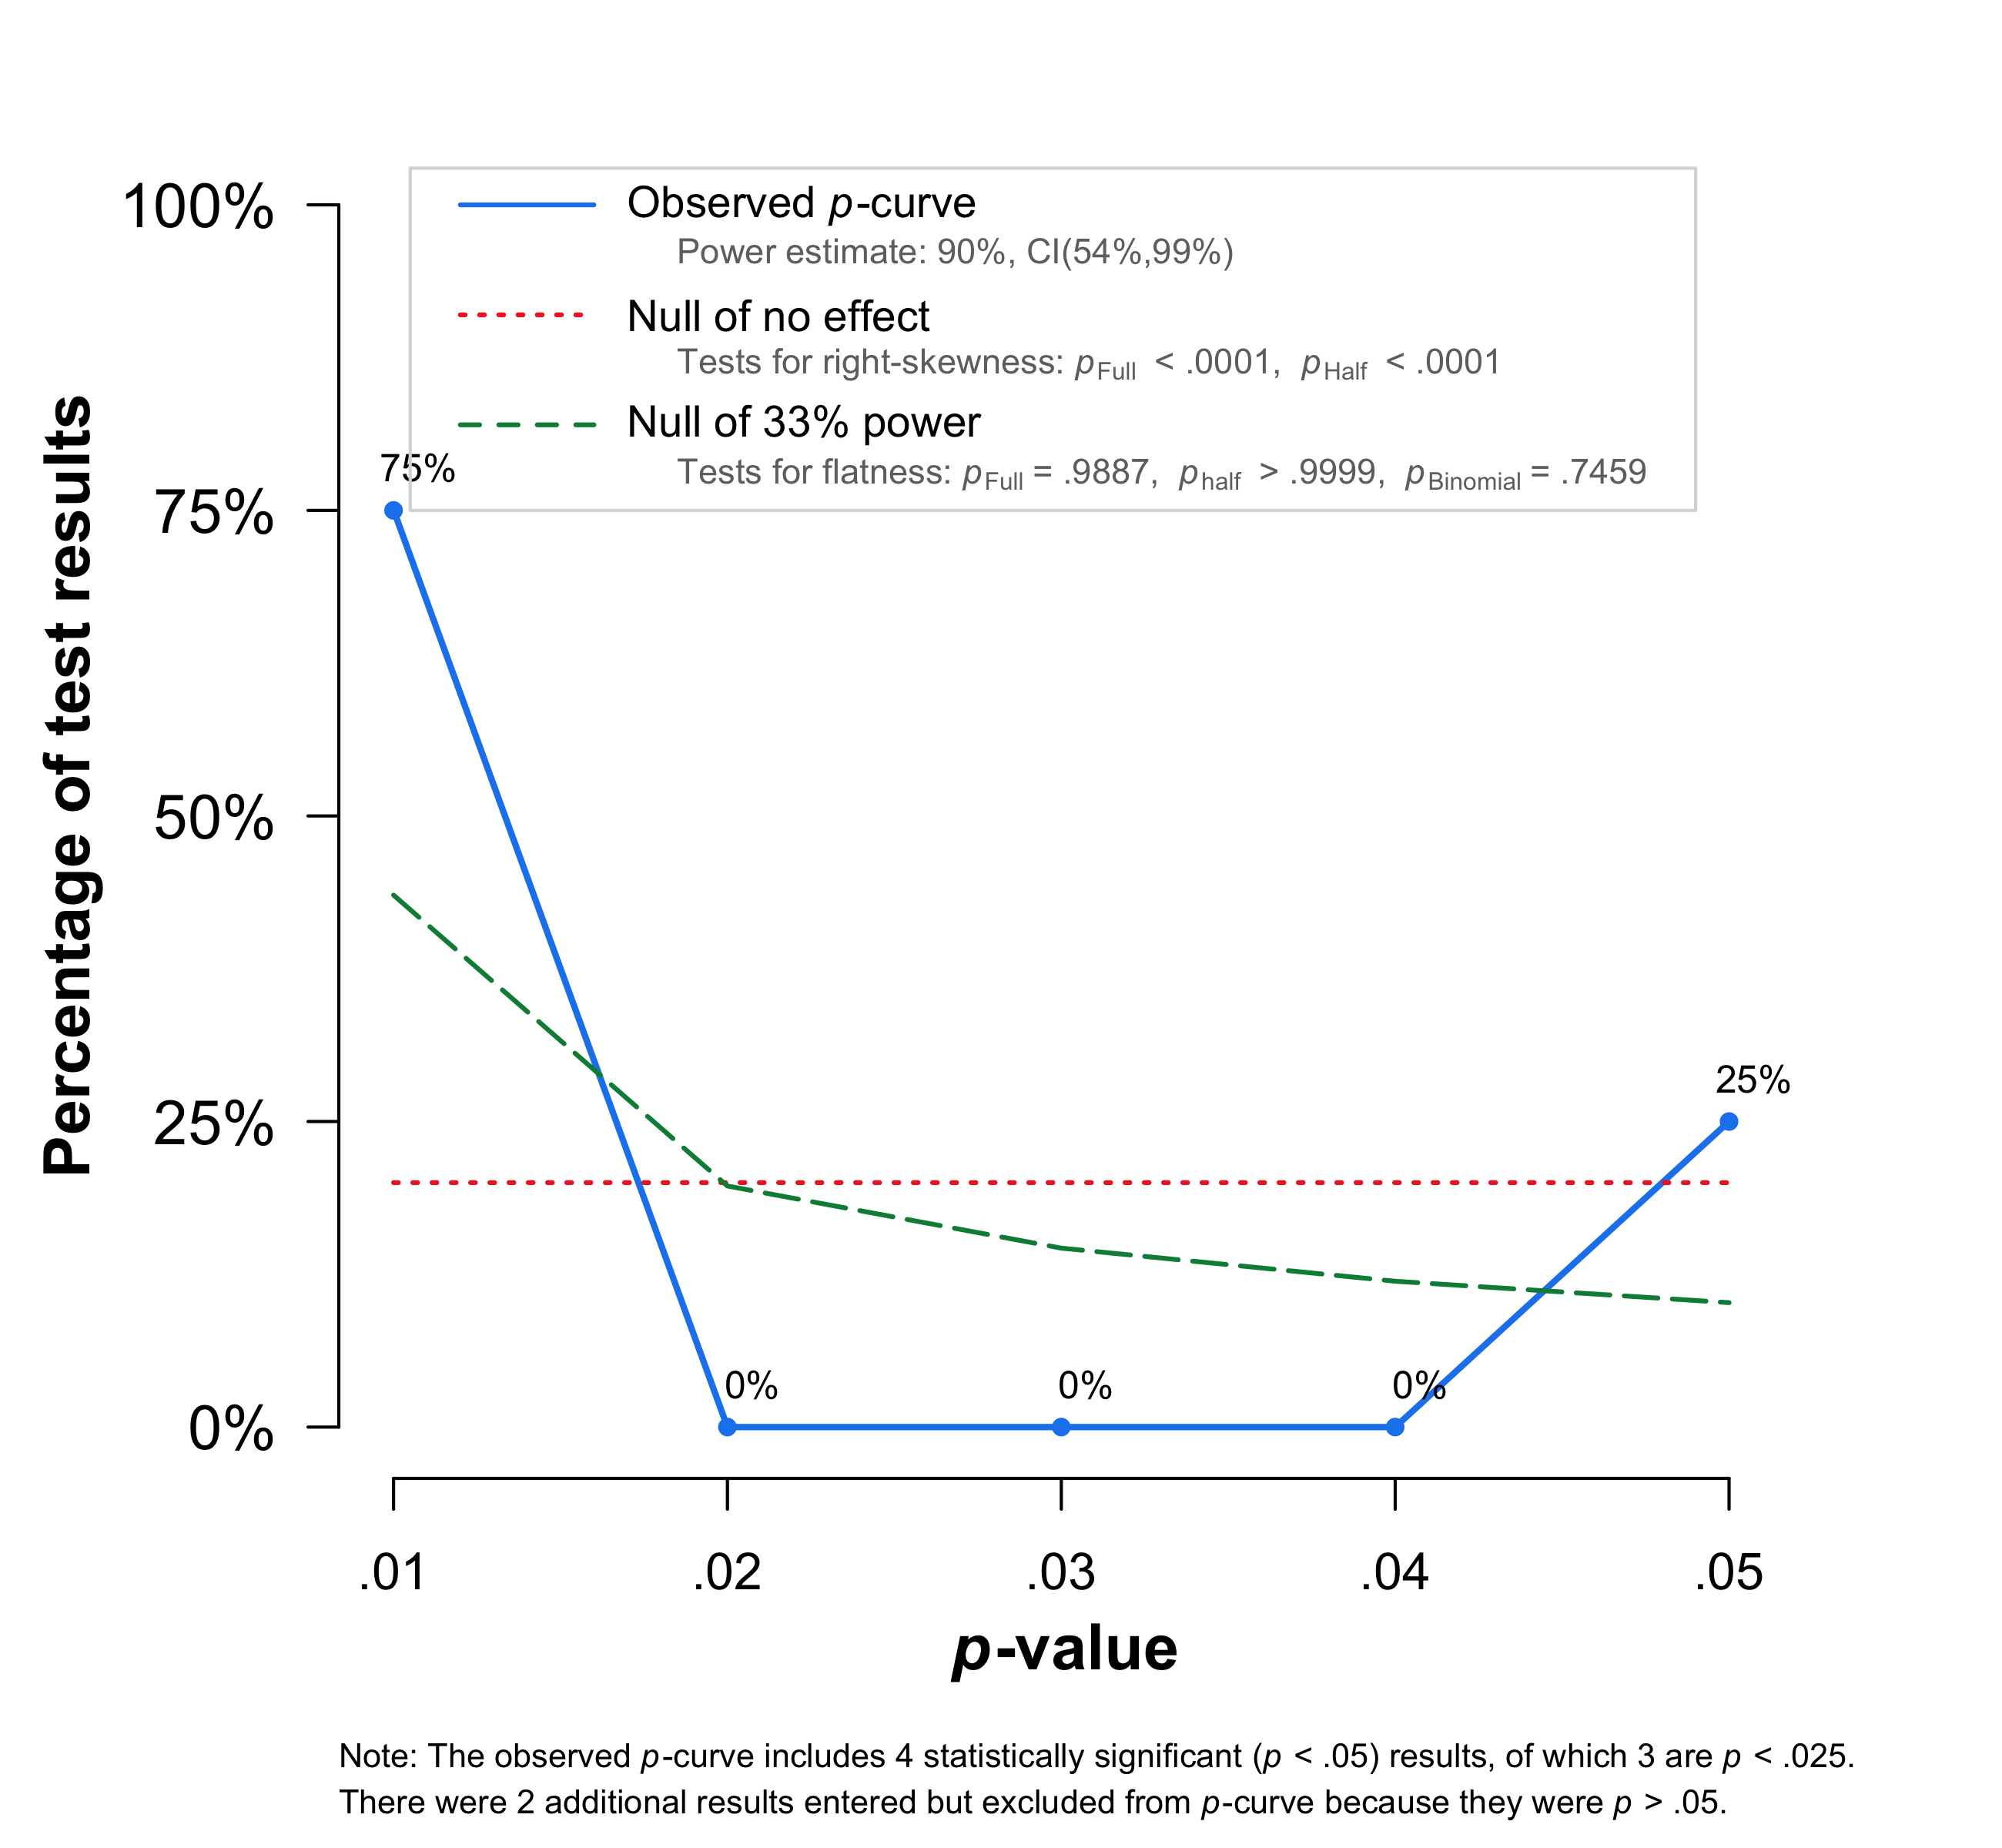 Observed p-curve
Power estimate: 90%, CI(54%,99%)
Null of no effect
Tests for right-skewness: pFull < .0001, pHalf < .0001
Null of 33% power
Tests for flatness: pFull = .9887, phalf > .9999, pBinomial = .7459
100%
75%
50%
25%
0%
Percentage of test results
75%
0%
0%
0%
25%
.01
.02
.03
.04
.05
p-value
Note: The observed p-curve includes 4 statistically significant (p < .05) results, of which 3 are p < .025.
There were 2 additional results entered but excluded from p-curve because they were p > .05.